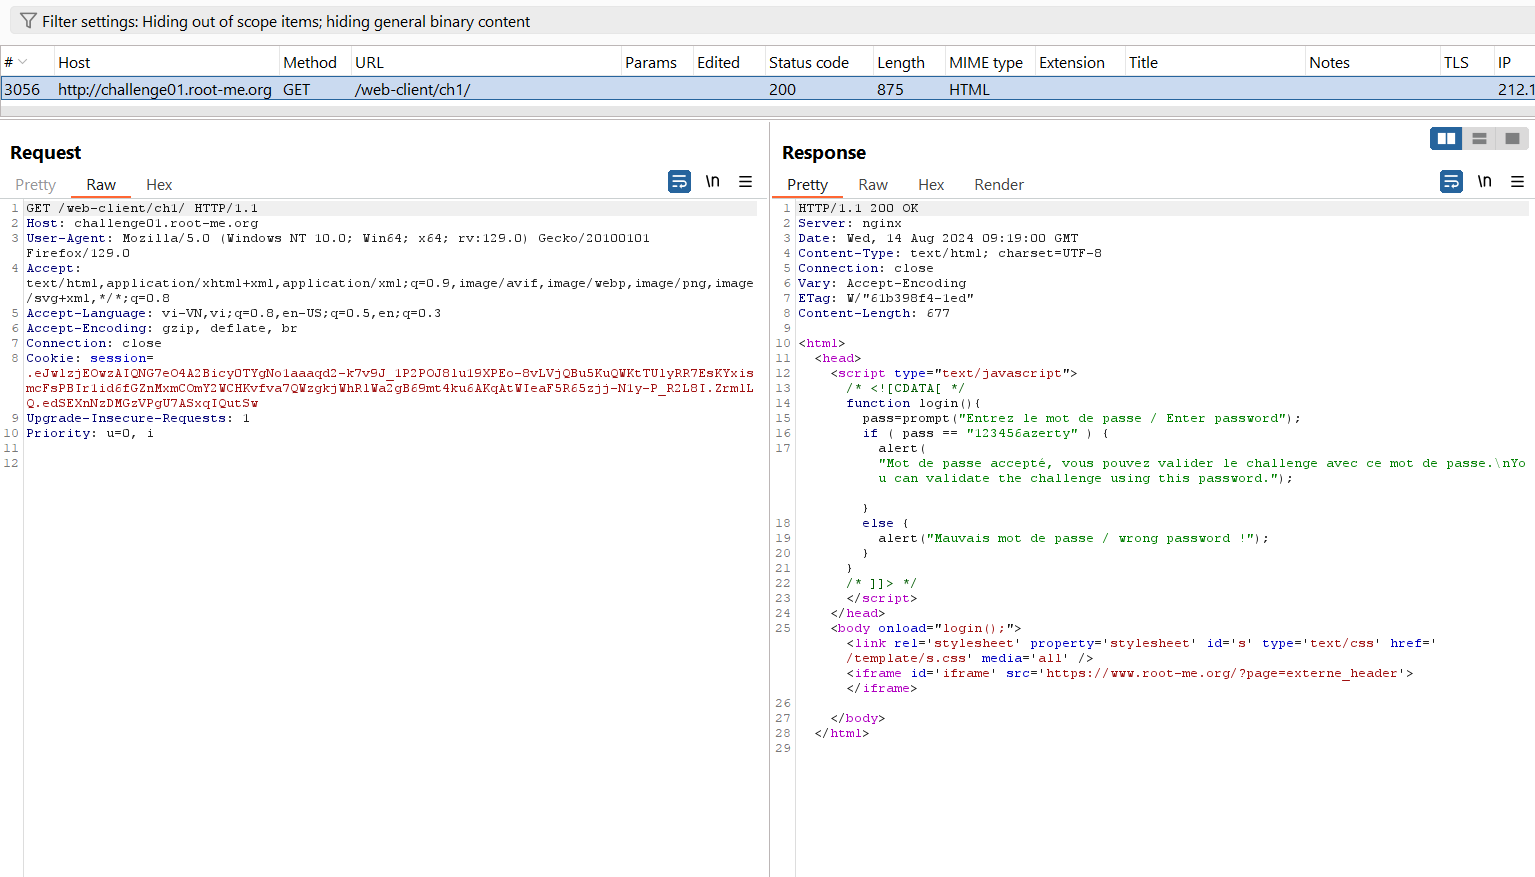 Filter settings: Hiding out of scope items; hiding general binary content
# Host Method URL Params Edited Status code Length MIME type Extension Title Notes TLS IP
3056 http://challenge01.root-me.org GET /web-client/ch1/ 200 875 HTML 212.1
Request
Pretty Raw Hex
\n
1 GET /web-client/ch1/ HTTP/1.1
2 Host: challenge01.root-me.org
3 User-Agent: Mozilla/5.0 (Windows NT 10.0; Win64; x64; rv:129.0) Gecko/20100101
Firefox/129.0
4 Accept:
text/html,application/xhtml+xml,application/xml;q=0.9,image/avif,image/webp,image/png,image
/svg+xml,*/*;q=0.8
5 Accept-Language: vi-VN,vi;q=0.8,en-US;q=0.5,en;q=0.3
6 Accept-Encoding: gzip, deflate, br
7 Connection: close
8 Cookie: session=
9 Upgrade-Insecure-Requests: 1
10 Priority: u=0, i
11
12
Response
Pretty Raw Hex Render
\n
1 HTTP/1.1 200 OK
2 Server: nginx
3 Date: Wed, 14 Aug 2024 09:19:00 GMT
4 Content-Type: text/html; charset=UTF-8
5 Connection: close
6 Vary: Accept-Encoding
7 ETag: W/"61b398f4-1ed"
8 Content-Length: 677
9
10 <html>
11 <head>
12 <script type="text/javascript">
13 /* <![CDATA[ */
14 function login(){
15 pass=prompt("Entrez le mot de passe / Enter password");
16 if ( pass == "123456azerty" ) {
17 alert(
"Mot de passe accepté, vous pouvez valider le challenge avec ce mot de passe.\nYo
u can validate the challenge using this password.");
}
18 else {
19 alert("Mauvais mot de passe / wrong password !");
20 }
21 }
22 /* ]]> */
23 </script>
24 </head>
25 <body onload="login();">
<link rel='stylesheet' property='stylesheet' id='s' type='text/css' href='
/template/s.css' media='all' />
<iframe id='iframe' src='https://www.root-me.org/?page=externe_header'>
</iframe>
26
27 </body>
28 </html>
29